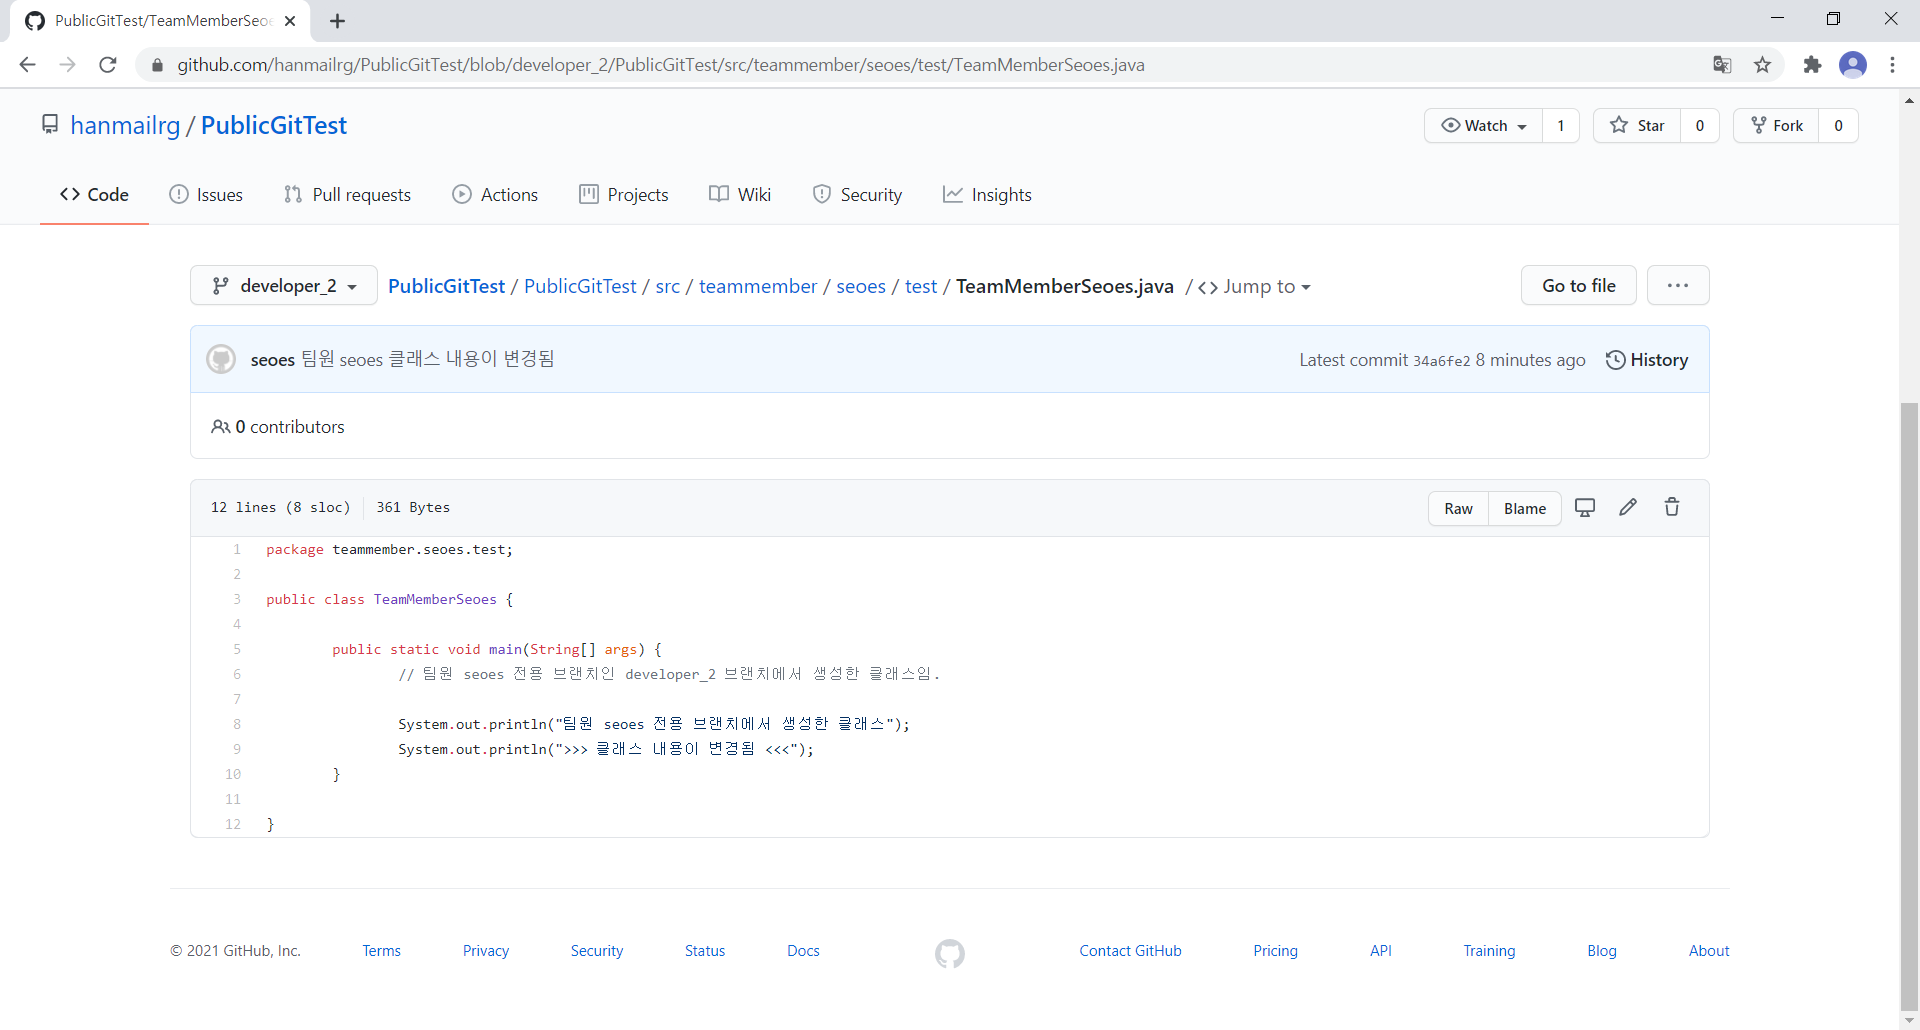 PublicGitTest/TeamMemberSeoe
github.com/hanmailrg/PublicGitTest/blob/developer_2/PublicGitTest/src/teammember/seoes/test/TeamMemberSeoes.java
hanmailrg / PublicGitTest
Watch 1 Star 0 Fork 0
Code Issues Pull requests Actions Projects Wiki Security Insights
developer_2 PublicGitTest / PublicGitTest / src / teammember / seoes / test / TeamMemberSeoes.java / <> Jump to Go to file ...
seoes 팀원 seoes 클래스 내용이 변경됨 Latest commit 34a6fe2 8 minutes ago History
0 contributors
12 lines (8 sloc) 361 Bytes Raw Blame
1 package teammember.seoes.test;
2
3 public class TeamMemberSeoes {
4
5 public static void main(String[] args) {
6 // 팀원 seoes 전용 브랜치인 developer_2 브랜치에서 생성한 클래스임.
7
8 System.out.println("팀원 seoes 전용 브랜치에서 생성한 클래스");
9 System.out.println(">>> 클래스 내용이 변경됨 <<<");
10 }
11
12 }
© 2021 GitHub, Inc. Terms Privacy Security Status Docs Contact GitHub Pricing API Training Blog About